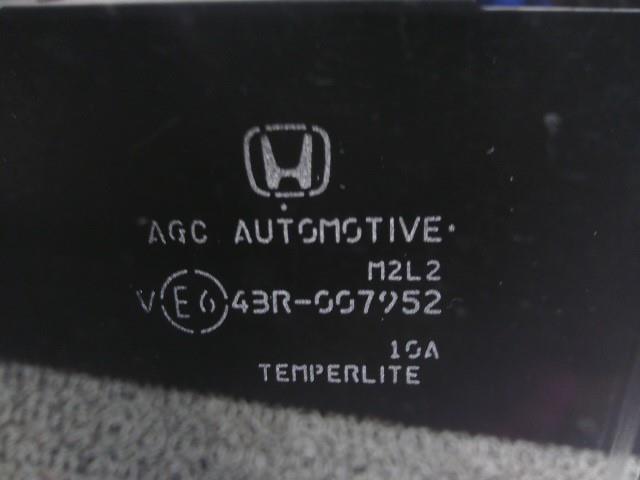 AGC AUTOMOTIVE
M2L2
V E6 43R-007952
10A
TEMPERLITE